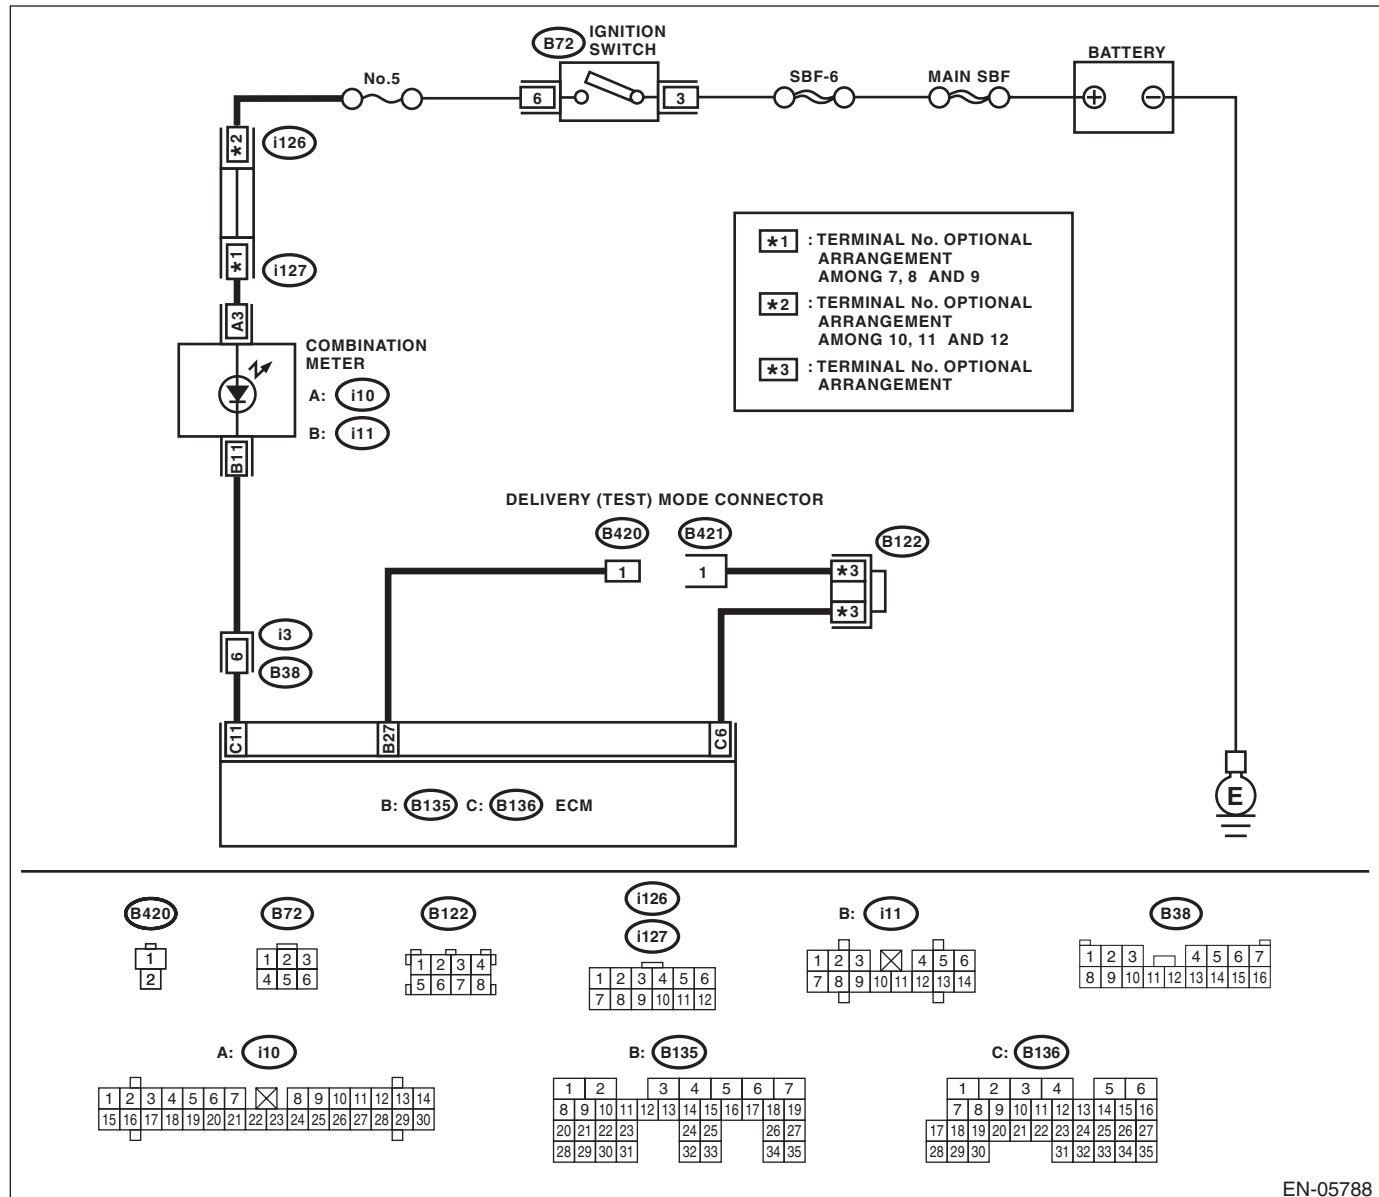 IGNITION
SWITCH
B72
BATTERY
No.5
SBF-6
MAIN SBF
6
3
+
−
*2
i126
*1
i127
A3
*1 : TERMINAL No. OPTIONAL
ARRANGEMENT
AMONG 7, 8 AND 9
*2 : TERMINAL No. OPTIONAL
ARRANGEMENT
AMONG 10, 11 AND 12
*3 : TERMINAL No. OPTIONAL
ARRANGEMENT
COMBINATION
METER
A: i10
B: i11
B11
DELIVERY (TEST) MODE CONNECTOR
B420
B421
B122
1
1
*3
*3
i3
6
B38
C11
B27
C6
B: B135 C: B136 ECM
E
B420
1
2
B72
1 2 3
4 5 6
B122
1 2 3 4
5 6 7 8
i126
i127
1 2 3 4 5 6
7 8 9 10 11 12
B: i11
1 2 3 4 5 6
7 8 9 10 11 12 13 14
B38
1 2 3 4 5 6 7
8 9 10 11 12 13 14 15 16
A: i10
1 2 3 4 5 6 7 8 9 10 11 12 13 14
15 16 17 18 19 20 21 22 23 24 25 26 27 28 29 30
B: B135
1 2 3 4 5 6 7
8 9 10 11 12 13 14 15 16 17 18 19
20 21 22 23 24 25 26 27
28 29 30 31 32 33 34 35
C: B136
1 2 3 4 5 6
7 8 9 10 11 12 13 14 15 16
17 18 19 20 21 22 23 24 25 26 27
28 29 30 31 32 33 34 35
EN-05788